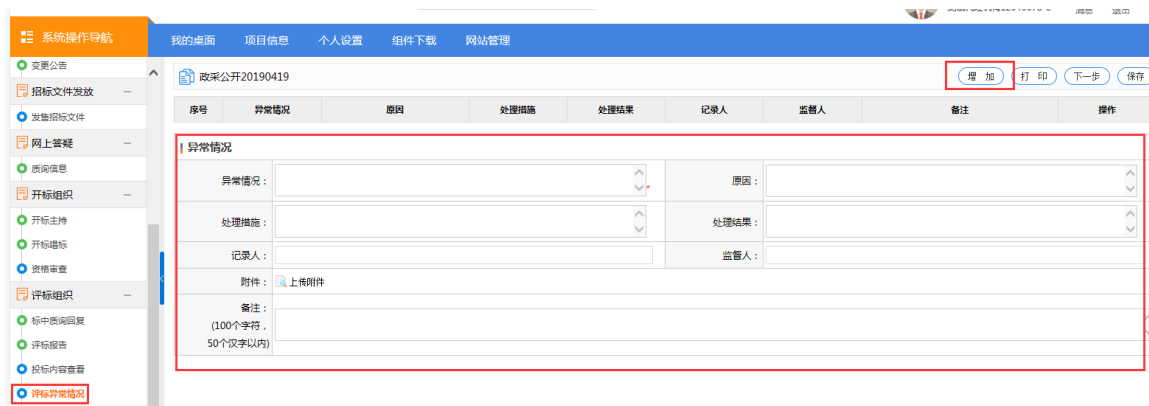 消息 退出
系统操作导航
我的桌面 项目信息 个人设置 组件下载 网站管理
变更公告
招标文件发放
发售招标文件
网上答疑
质询信息
开标组织
开标主持
开标唱标
资格审查
评标组织
标中质询回复
评标报告
投标内容查看
评标异常情况
政采公开20190419
增 加 打 印 下一步 保存
序号 异常情况 原因 处理措施 处理结果 记录人 监督人 备注 操作
异常情况
异常情况： * 原因：
处理措施： 处理结果：
记录人： 监督人：
附件： 上传附件
备注：
(100个字符，
50个汉字以内)